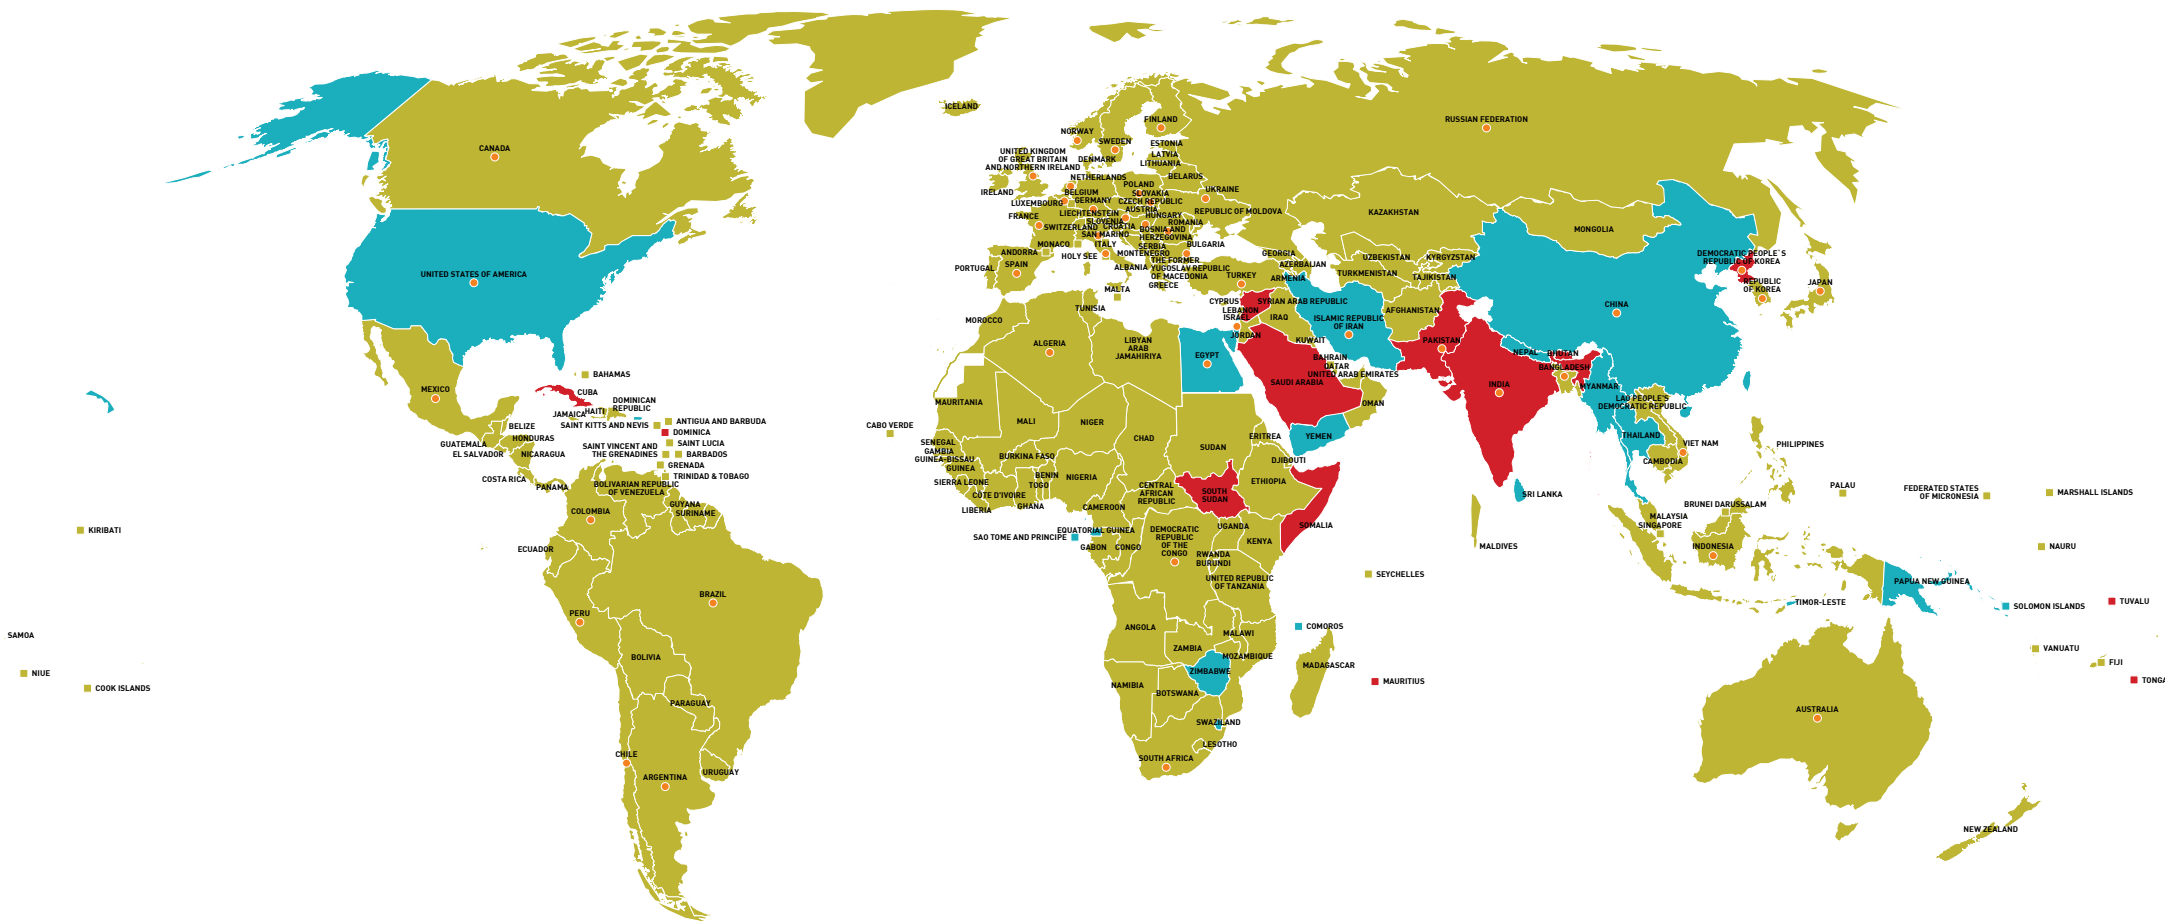 ICELAND
CANADA
UNITED STATES OF AMERICA
MEXICO
BAHAMAS
CUBA
DOMINICAN
REPUBLIC
HAITI
JAMAICA
SAINT KITTS AND NEVIS
ANTIGUA AND BARBUDA
DOMINICA
SAINT LUCIA
SAINT VINCENT AND
THE GRENADINES
BARBADOS
GRENADA
TRINIDAD & TOBAGO
BELIZE
HONDURAS
GUATEMALA
EL SALVADOR
NICARAGUA
COSTA RICA
PANAMA
BOLIVARIAN REPUBLIC
OF VENEZUELA
GUYANA
SURINAME
COLOMBIA
ECUADOR
PERU
BRAZIL
BOLIVIA
PARAGUAY
CHILE
ARGENTINA
URUGUAY
KIRIBATI
SAMOA
NIUE
COOK ISLANDS
NORWAY
SWEDEN
FINLAND
ESTONIA
LATVIA
LITHUANIA
DENMARK
UNITED KINGDOM
OF GREAT BRITAIN
AND NORTHERN IRELAND
IRELAND
NETHERLANDS
BELGIUM
LUXEMBOURG
GERMANY
POLAND
BELARUS
UKRAINE
SLOVAKIA
CZECH REPUBLIC
AUSTRIA
LIECHTENSTEIN
SLOVENIA
CROATIA
HUNGARY
ROMANIA
REPUBLIC OF MOLDOVA
FRANCE
SWITZERLAND
SAN MARINO
BOSNIA AND
HERZEGOVINA
SERBIA
BULGARIA
MONACO
ITALY
MONTENEGRO
ANDORRA
HOLY SEE
ALBANIA
THE FORMER
YUGOSLAV REPUBLIC
OF MACEDONIA
GREECE
PORTUGAL
SPAIN
MALTA
RUSSIAN FEDERATION
KAZAKHSTAN
MONGOLIA
GEORGIA
AZERBAIJAN
ARMENIA
TURKEY
UZBEKISTAN
TURKMENISTAN
KYRGYZSTAN
TAJIKISTAN
AFGHANISTAN
CYPRUS
LEBANON
ISRAEL
SYRIAN ARAB REPUBLIC
IRAQ
JORDAN
ISLAMIC REPUBLIC
OF IRAN
KUWAIT
BAHRAIN
QATAR
UNITED ARAB EMIRATES
SAUDI ARABIA
OMAN
YEMEN
PAKISTAN
INDIA
NEPAL
BHUTAN
BANGLADESH
MYANMAR
CHINA
DEMOCRATIC PEOPLE`S
REPUBLIC OF KOREA
REPUBLIC
OF KOREA
JAPAN
LAO PEOPLE'S
DEMOCRATIC REPUBLIC
THAILAND
VIET NAM
CAMBODIA
PHILIPPINES
SRI LANKA
MALDIVES
BRUNEI DARUSSALAM
MALAYSIA
SINGAPORE
INDONESIA
TIMOR-LESTE
PALAU
FEDERATED STATES
OF MICRONESIA
MARSHALL ISLANDS
NAURU
PAPUA NEW GUINEA
SOLOMON ISLANDS
TUVALU
VANUATU
FIJI
TONGA
AUSTRALIA
NEW ZEALAND
MOROCCO
TUNISIA
ALGERIA
LIBYAN
ARAB
JAMAHIRIYA
EGYPT
CABO VERDE
MAURITANIA
MALI
NIGER
CHAD
SUDAN
ERITREA
DJIBOUTI
SENEGAL
GAMBIA
GUINEA-BISSAU
GUINEA
SIERRA LEONE
LIBERIA
COTE D'IVOIRE
BURKINA FASO
GHANA
TOGO
BENIN
NIGERIA
CAMEROON
CENTRAL
AFRICAN
REPUBLIC
SOUTH
SUDAN
ETHIOPIA
SOMALIA
EQUATORIAL GUINEA
SAO TOME AND PRINCIPE
GABON
CONGO
DEMOCRATIC
REPUBLIC
OF THE
CONGO
UGANDA
KENYA
RWANDA
BURUNDI
UNITED REPUBLIC
OF TANZANIA
SEYCHELLES
COMOROS
ANGOLA
ZAMBIA
MALAWI
MOZAMBIQUE
MADAGASCAR
MAURITIUS
ZIMBABWE
NAMIBIA
BOTSWANA
SWAZILAND
LESOTHO
SOUTH AFRICA